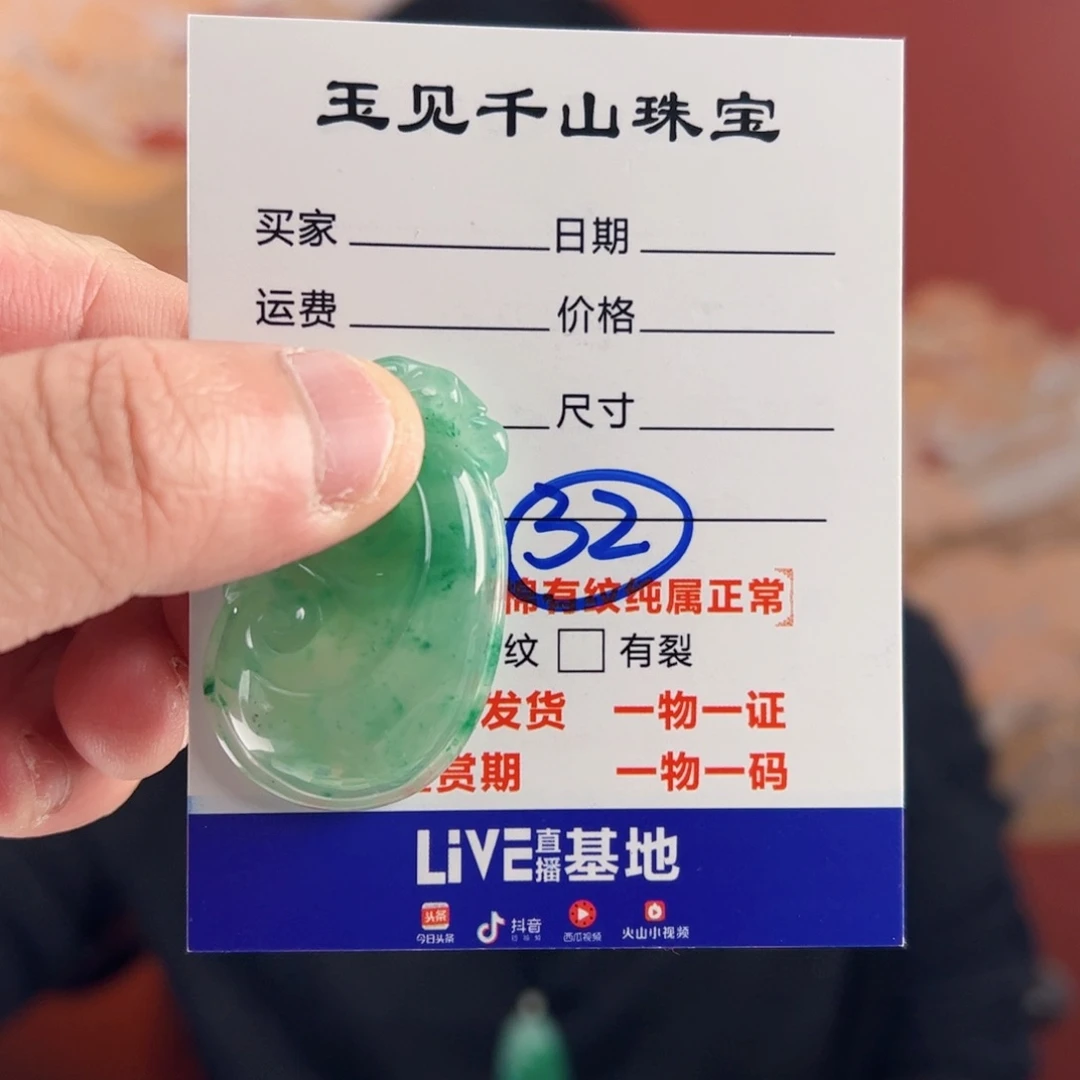 玉见千山珠宝
买家 日期
运费 价格
尺寸
32
棉有纹纯属正常
纹 □ 有裂
发货 一物一证
赏期 一物一码
LiVE直播基地
头条
今日头条 抖音 西瓜视频 火山小视频